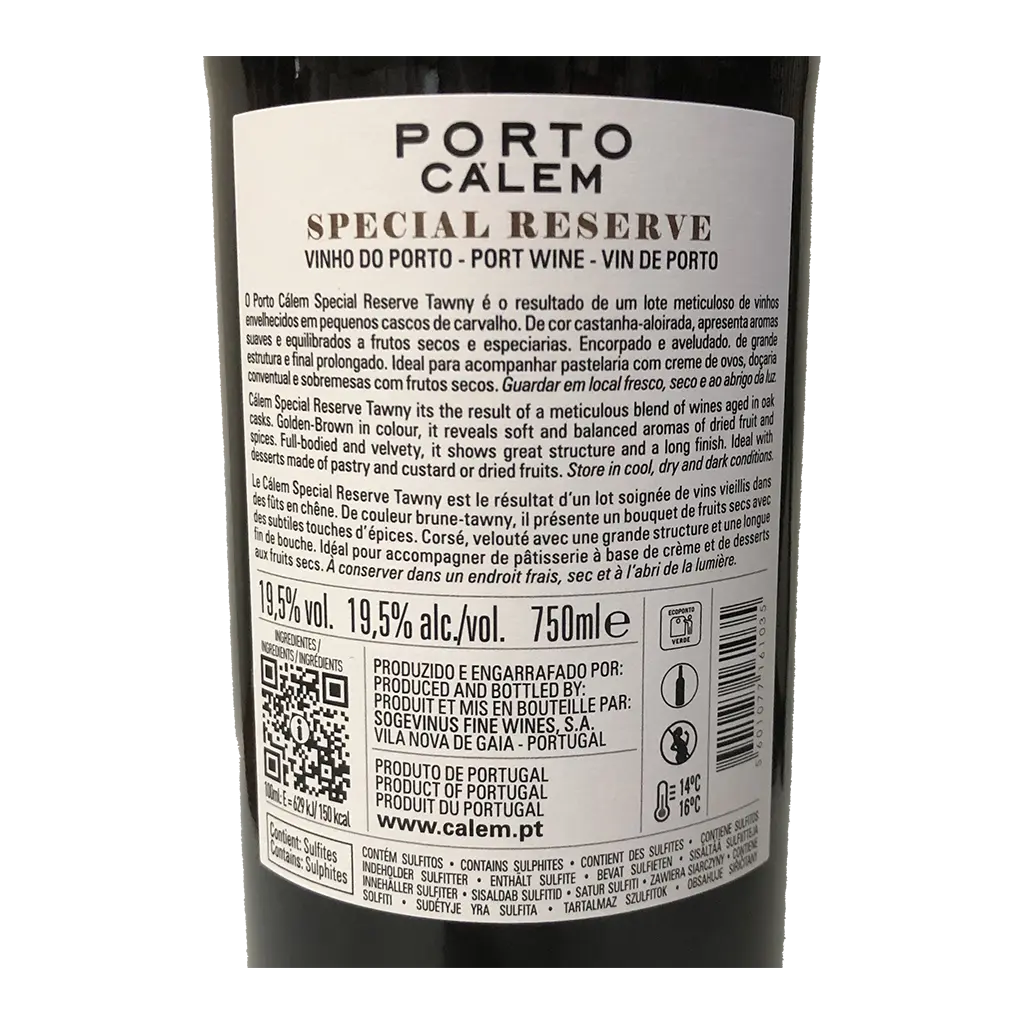 PORTO
CÁLEM
SPECIAL RESERVE
VINHO DO PORTO - PORT WINE - VIN DE PORTO
O Porto Cálem Special Reserve Tawny é o resultado de um lote meticuloso de vinhos
envelhecidos em pequenos cascos de carvalho. De cor castanha-aloirada, apresenta aromas
suaves e equilibrados a frutos secos e especiarias. Encorpado e aveludado. de grande
estrutura e final prolongado. Ideal para acompanhar pastelaria com creme de ovos, doçaria
conventual e sobremesas com frutos secos. Guardar em local fresco, seco e ao abrigo da luz.
Cálem Special Reserve Tawny its the result of a meticulous blend of wines aged in oak
casks. Golden-Brown in colour, it reveals soft and balanced aromas of dried fruit and
spices. Full-bodied and velvety, it shows great structure and a long finish. Ideal with
desserts made of pastry and custard or dried fruits. Store in cool, dry and dark conditions.
Le Cálem Special Reserve Tawny est le résultat d'un lot soignée de vins vieillis dans
des fûts en chêne. De couleur brune-tawny, il présente un bouquet de fruits secs avec
des subtiles touches d'épices. Corsé, velouté avec une grande structure et une longue
fin de bouche. Idéal pour accompagner de pâtisserie à base de crème et de desserts
aux fruits secs. À conserver dans un endroit frais, sec et à l'abri de la lumière.
19,5% vol. 19,5% alc./vol. 750ml e
INGREDIENTES /
INGREDIENTS / INGRÉDIENTS
100ml: E = 629 kJ / 150 kcal
PRODUZIDO E ENGARRAFADO POR:
PRODUCED AND BOTTLED BY:
PRODUIT ET MIS EN BOUTEILLE PAR:
SOGEVINUS FINE WINES, S.A.
VILA NOVA DE GAIA - PORTUGAL
PRODUTO DE PORTUGAL
PRODUCT OF PORTUGAL
PRODUIT DU PORTUGAL
www.calem.pt
ECOPONTO
VERDE
14ºC
16ºC
5 601077 161035
Contient: Sulfites
Contains: Sulphites
CONTÉM SULFITOS • CONTAINS SULPHITES • CONTIENT DES SULFITES • CONTIENE SULFITOS
INDEHOLDER SULFITTER • ENTHÄLT SULFITE • BEVAT SULFIETEN • SISÄLTÄÄ SULFIITTEJA
INNEHÅLLER SULFITER • SISALDAB SULFITID • SATUR SULFITI • ZAWIERA SIARCZYNY • CONTIENE
SOLFITI • SUDĖTYJE YRA SULFITA • TARTALMAZ SZULFITOK • OBSAHUJE SIŘIČITANY